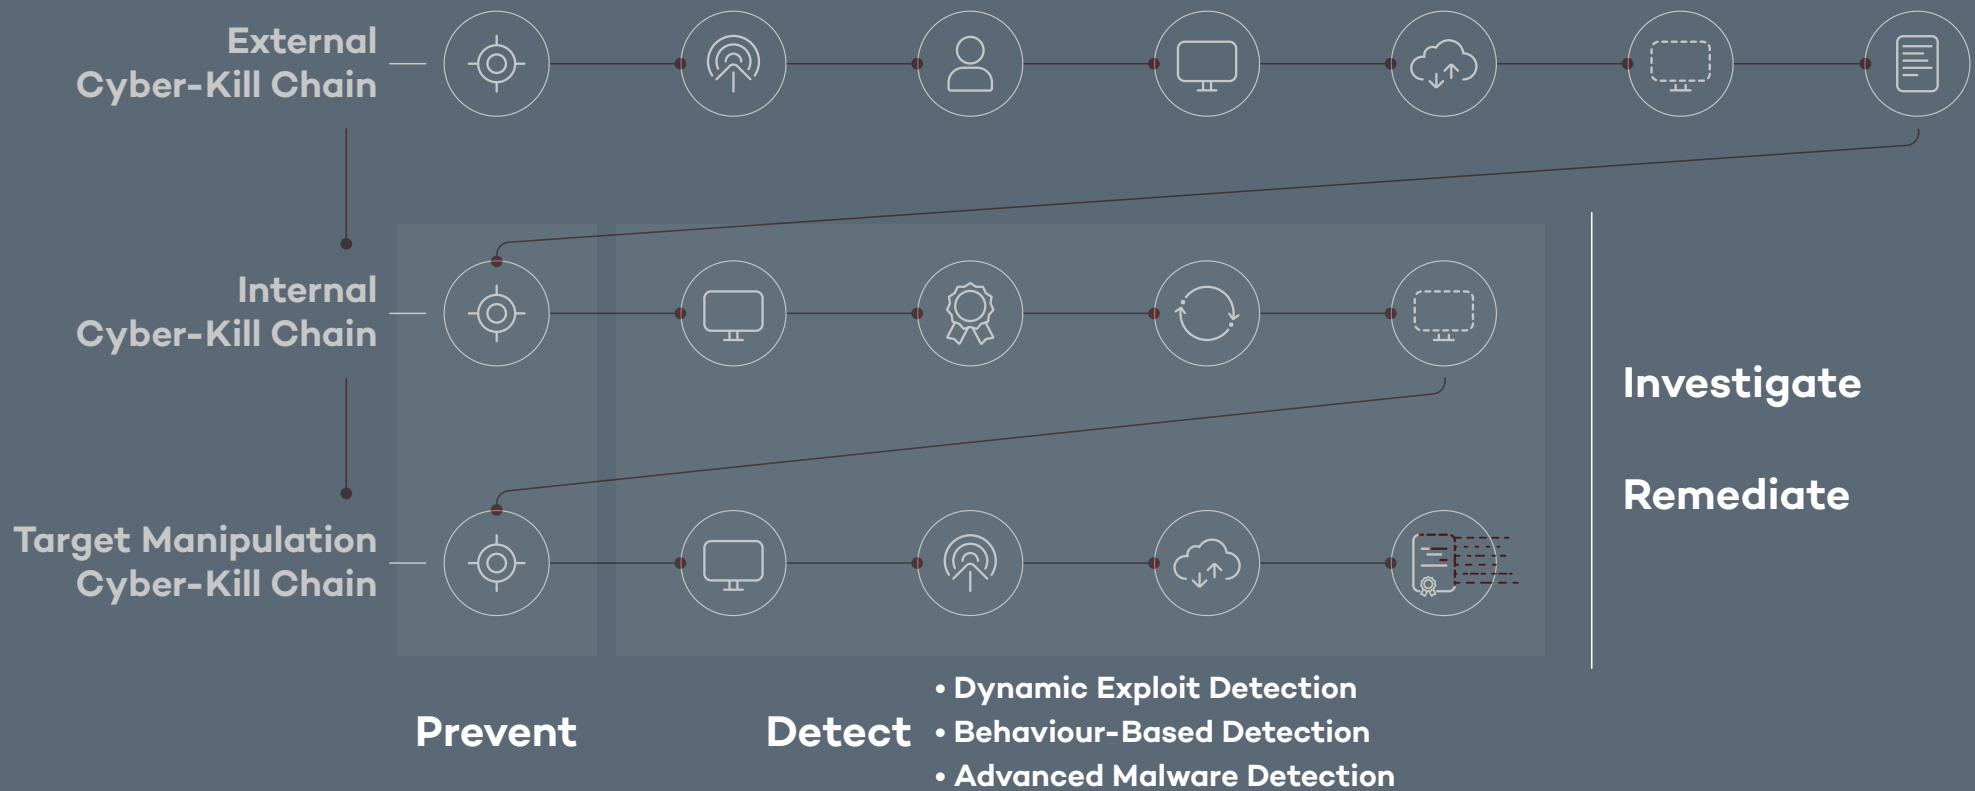 External
Cyber-Kill Chain
Internal
Cyber-Kill Chain
Target Manipulation
Cyber-Kill Chain
Investigate
Remediate
Prevent
Detect
• Dynamic Exploit Detection
• Behaviour-Based Detection
• Advanced Malware Detection